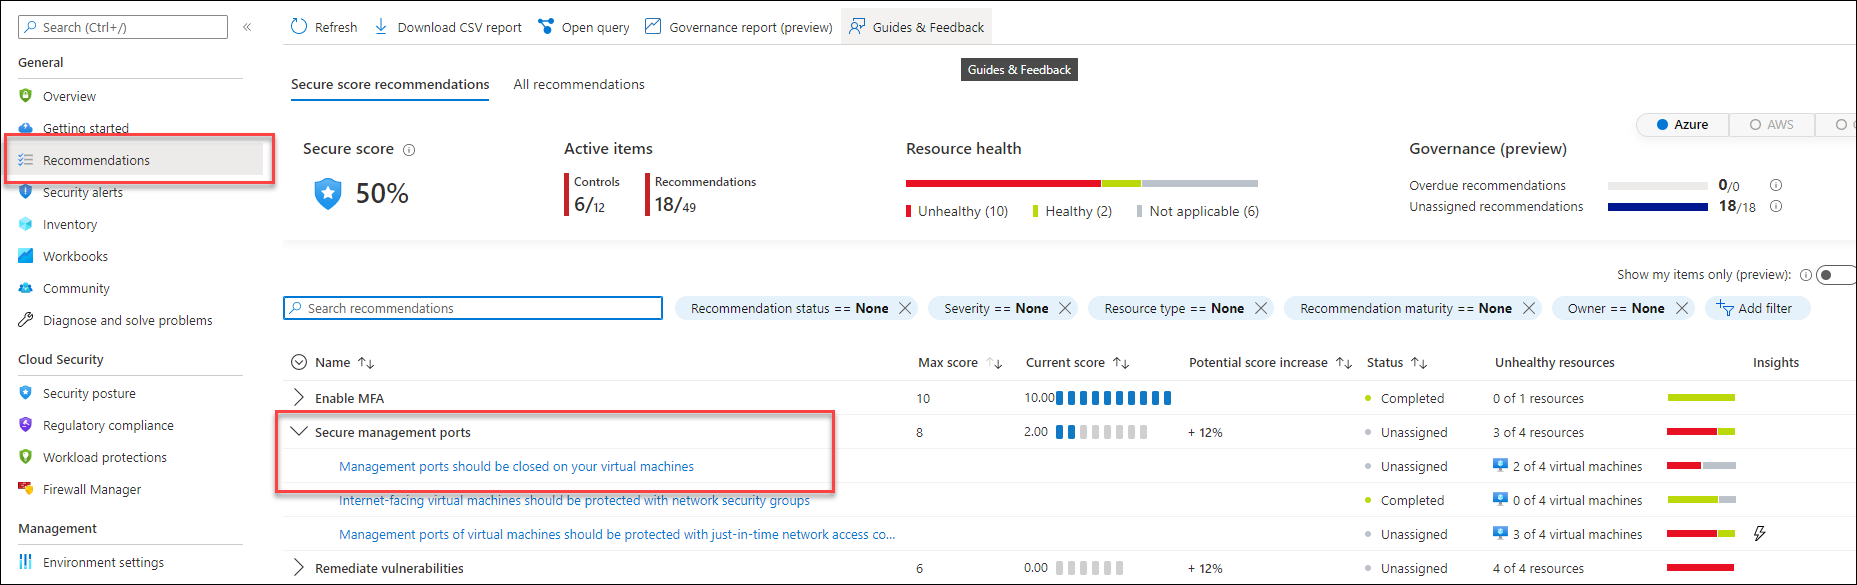 Search (Ctrl+/) «
Refresh Download CSV report Open query Governance report (preview) Guides & Feedback
Guides & Feedback
General
Overview
Getting started
Recommendations
Security alerts
Inventory
Workbooks
Community
Diagnose and solve problems
Cloud Security
Security posture
Regulatory compliance
Workload protections
Firewall Manager
Management
Environment settings
Secure score recommendations All recommendations
Azure AWS
Secure score
50%
Active items
Controls
6/12
Recommendations
18/49
Resource health
Unhealthy (10) Healthy (2) Not applicable (6)
Governance (preview)
Overdue recommendations 0/0
Unassigned recommendations 18/18
Show my items only (preview):
Search recommendations Recommendation status == None Severity == None Resource type == None Recommendation maturity == None Owner == None Add filter
Name Max score Current score Potential score increase Status Unhealthy resources Insights
Enable MFA 10 10.00 Completed 0 of 1 resources
Secure management ports 8 2.00 + 12% Unassigned 3 of 4 resources
Management ports should be closed on your virtual machines Unassigned 2 of 4 virtual machines
Internet-facing virtual machines should be protected with network security groups Completed 0 of 4 virtual machines
Management ports of virtual machines should be protected with just-in-time network access co... Unassigned 3 of 4 virtual machines
Remediate vulnerabilities 6 0.00 + 12% Unassigned 4 of 4 resources